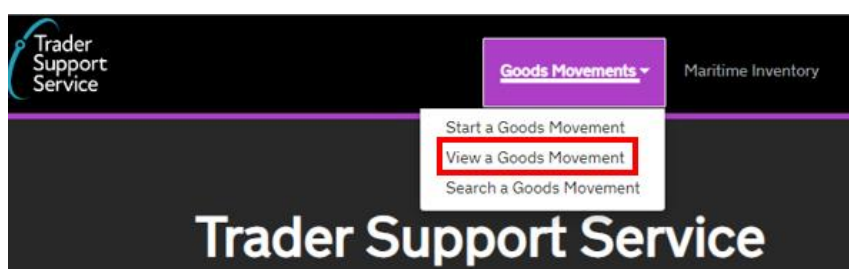 Trader
Support
Service
Goods Movements
Maritime Inventory
Start a Goods Movement
View a Goods Movement
Search a Goods Movement
Trader Support Service